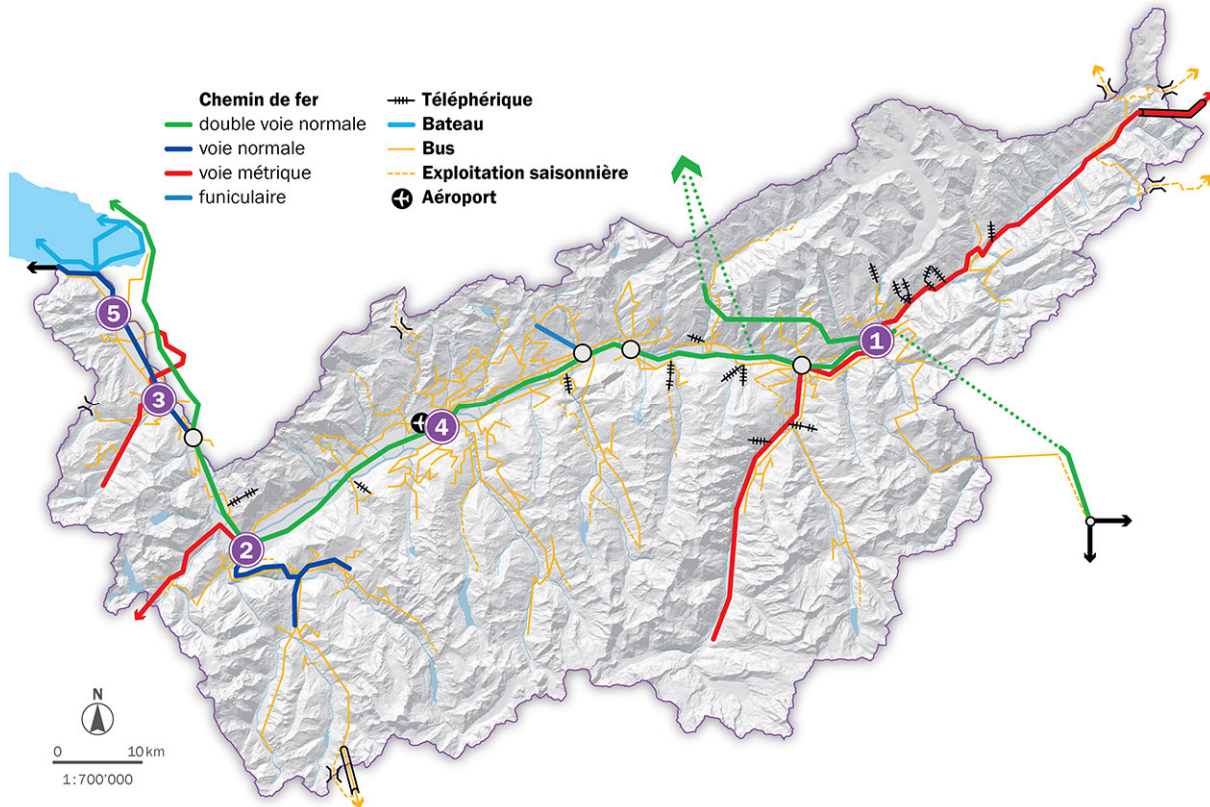 Chemin de fer
double voie normale
voie normale
voie métrique
funiculaire
Téléphérique
Bateau
Bus
Exploitation saisonnière
Aéroport
1
5
3
4
2
N
0 10 km
1:700'000